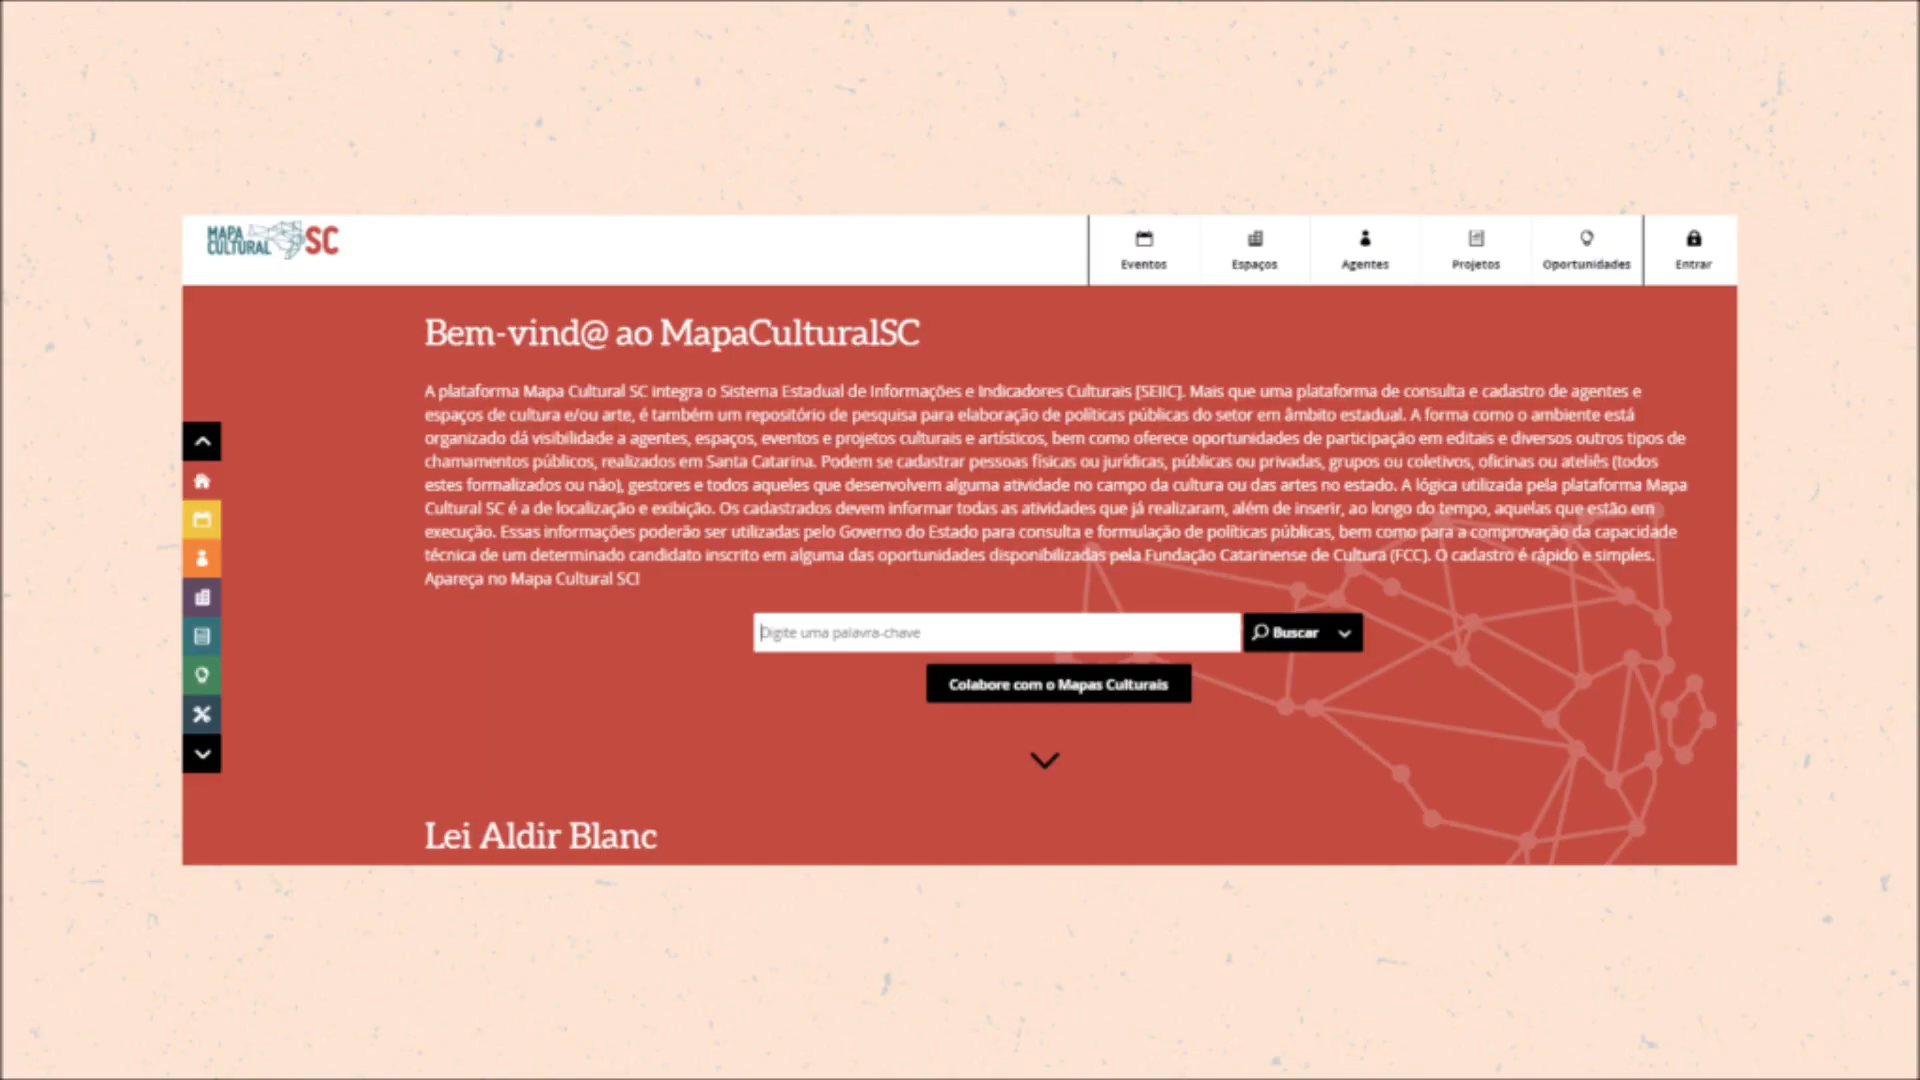 MAPA
CULTURAL SC
Eventos
Espaços
Agentes
Projetos
Oportunidades
Entrar
Bem-vind@ ao MapaCulturalSC
A plataforma Mapa Cultural SC integra o Sistema Estadual de Informações e Indicadores Culturais [SEIIC]. Mais que uma plataforma de consulta e cadastro de agentes e
espaços de cultura e/ou arte, é também um repositório de pesquisa para elaboração de políticas públicas do setor em âmbito estadual. A forma como o ambiente está
organizado dá visibilidade a agentes, espaços, eventos e projetos culturais e artísticos, bem como oferece oportunidades de participação em editais e diversos outros tipos de
chamamentos públicos, realizados em Santa Catarina. Podem se cadastrar pessoas físicas ou jurídicas, públicas ou privadas, grupos ou coletivos, oficinas ou ateliês (todos
estes formalizados ou não), gestores e todos aqueles que desenvolvem alguma atividade no campo da cultura ou das artes no estado. A lógica utilizada pela plataforma Mapa
Cultural SC é a de localização e exibição. Os cadastrados devem informar todas as atividades que já realizaram, além de inserir, ao longo do tempo, aquelas que estão em
execução. Essas informações poderão ser utilizadas pelo Governo do Estado para consulta e formulação de políticas públicas, bem como para a comprovação da capacidade
técnica de um determinado candidato inscrito em alguma das oportunidades disponibilizadas pela Fundação Catarinense de Cultura (FCC). O cadastro é rápido e simples.
Apareça no Mapa Cultural SC!
Digite uma palavra-chave
Buscar
Colabore com o Mapas Culturais
Lei Aldir Blanc